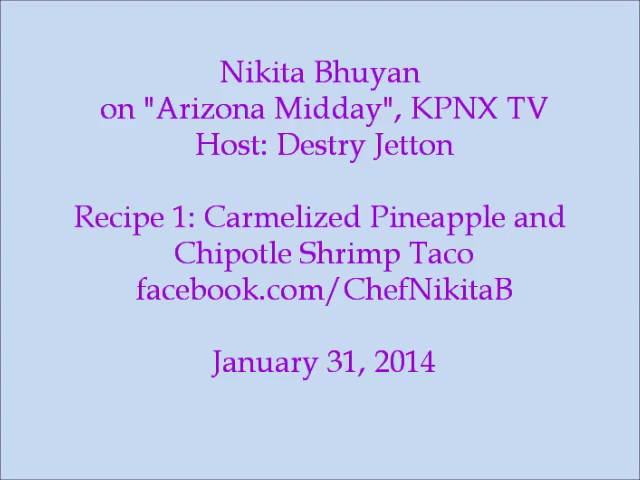 Nikita Bhuyan
on "Arizona Midday", KPNX TV
Host: Destry Jetton
Recipe 1: Carmelized Pineapple and
Chipotle Shrimp Taco
facebook.com/ChefNikitaB
January 31, 2014